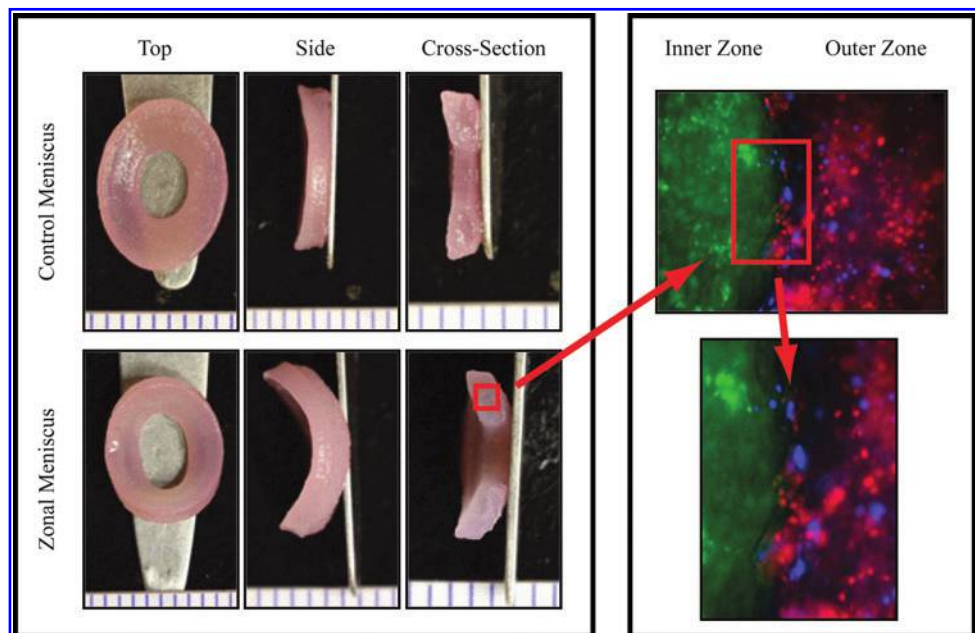 Top
Side
Cross-Section
Control Meniscus
Zonal Meniscus
Inner Zone
Outer Zone